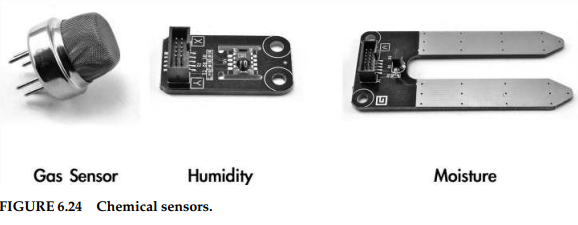 X
Y
Gas Sensor Humidity Moisture
FIGURE 6.24 Chemical sensors.